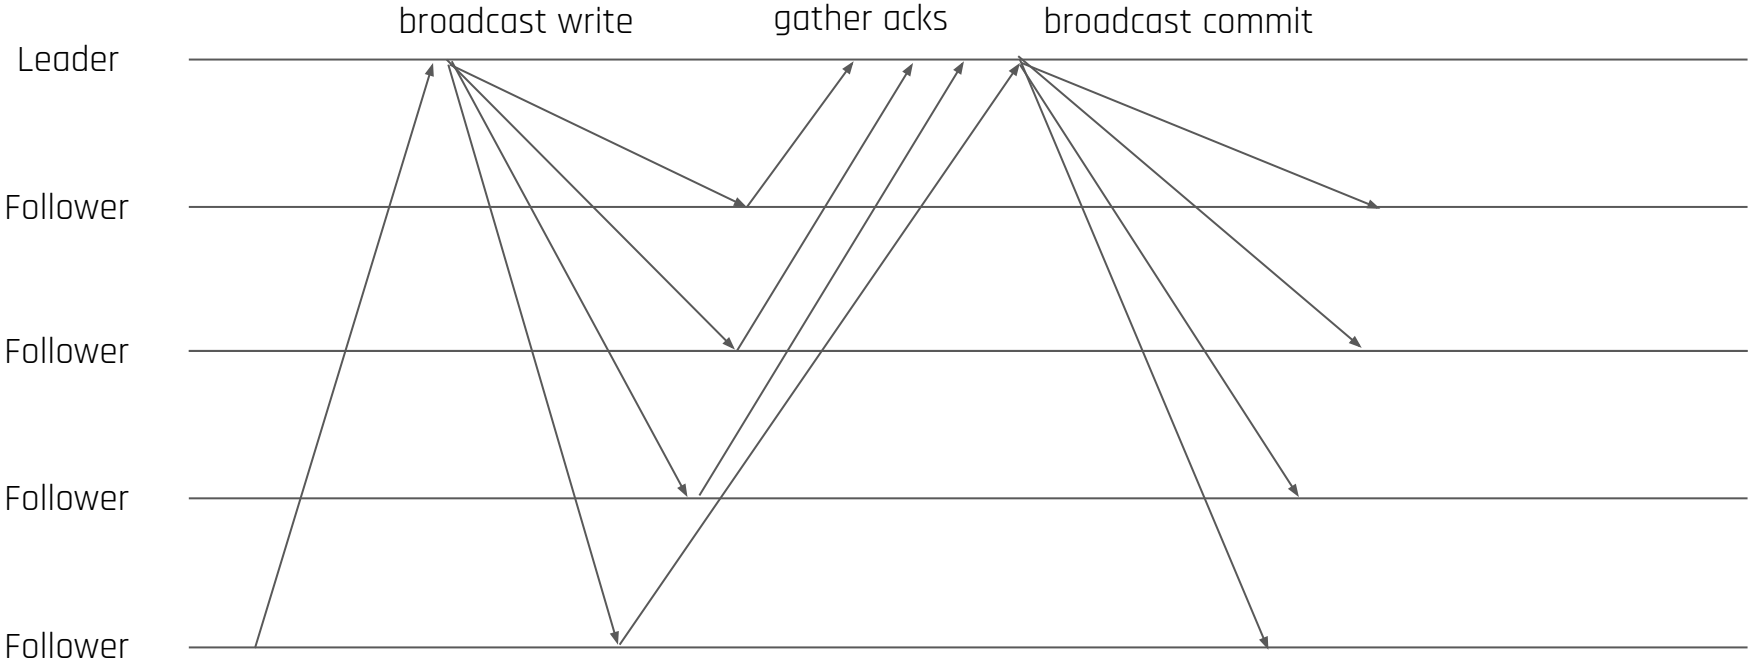 broadcast write
gather acks
broadcast commit
Leader
Follower
Follower
Follower
Follower